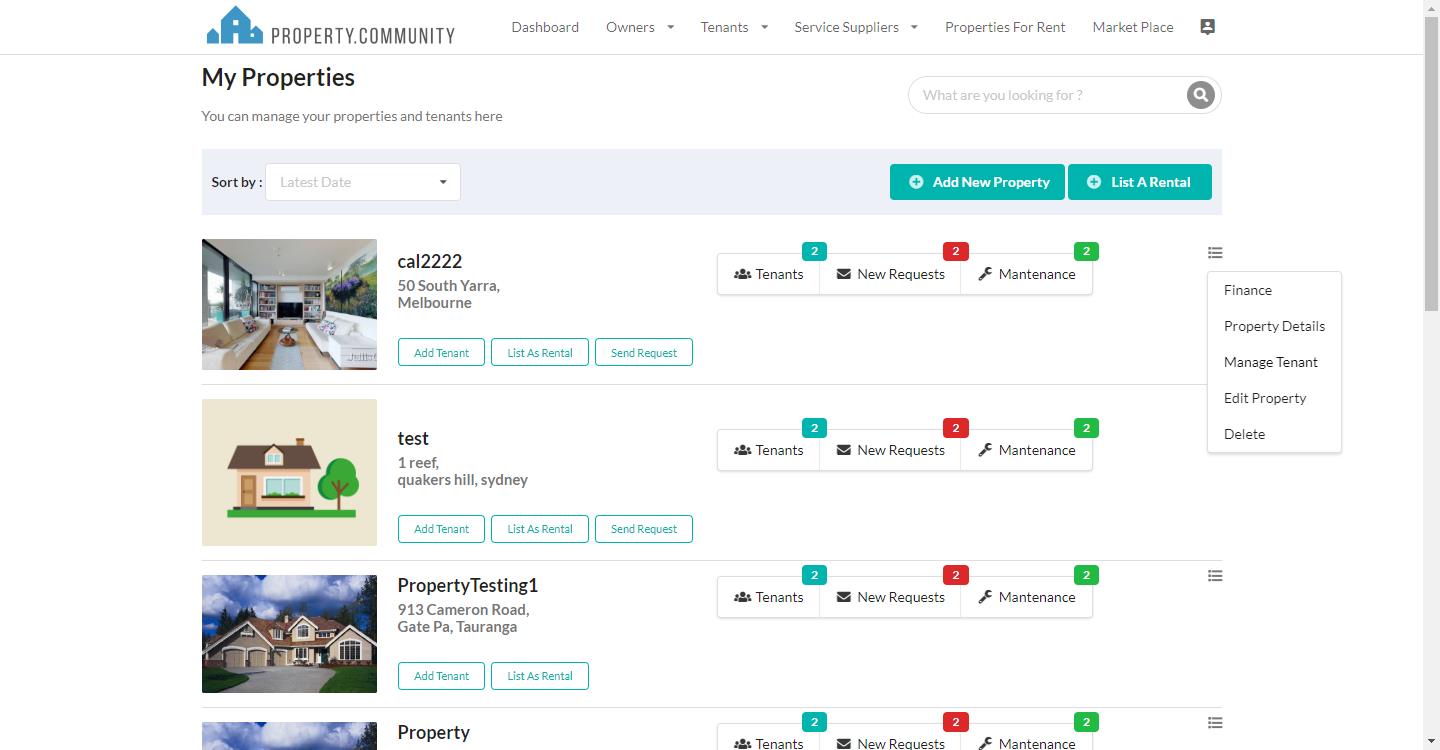 PROPERTY.COMMUNITY
Dashboard Owners Tenants Service Suppliers Properties For Rent Market Place
My Properties
What are you looking for ?
You can manage your properties and tenants here
Sort by : Latest Date Add New Property List A Rental
2 2 2
cal2222
Tenants New Requests Mantenance
50 South Yarra,
Melbourne
Add Tenant List As Rental Send Request
Finance
Property Details
Manage Tenant
Edit Property
Delete
2 2 2
test
Tenants New Requests Mantenance
1 reef,
quakers hill, sydney
Add Tenant List As Rental Send Request
2 2 2
PropertyTesting1
Tenants New Requests Mantenance
913 Cameron Road,
Gate Pa, Tauranga
Add Tenant List As Rental
2 2 2
Property
Tenants New Requests Mantenance